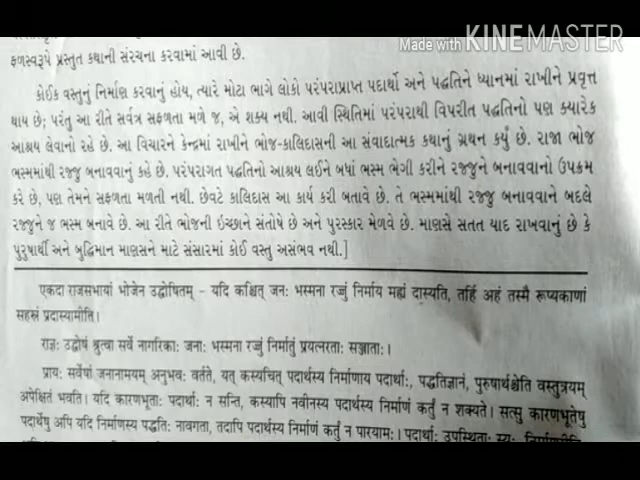 Made with KINEMASTER
ફળસ્વરૂપે પ્રસ્તુત કથાની સંરચના કરવામાં આવી છે.
કોઈક વસ્તુનું નિર્માણ કરવાનું હોય, ત્યારે મોટા ભાગે લોકો પરંપરાપ્રાપ્ત પદાર્થો અને પદ્ધતિને ધ્યાનમાં રાખીને પ્રવૃત્ત
થાય છે; પરંતુ આ રીતે સર્વત્ર સફળતા મળે જ, એ શક્ય નથી. આવી સ્થિતિમાં પરંપરાથી વિપરીત પદ્ધતિનો પણ ક્યારેક
આશ્રય લેવાનો રહે છે. આ વિચારને કેન્દ્રમાં રાખીને ભોજ-કાલિદાસની આ સંવાદાત્મક કથાનું ગ્રથન કર્યું છે. રાજા ભોજ
ભસ્મમાંથી રજ્જુ બનાવવાનું કહે છે. પરંપરાગત પદ્ધતિનો આશ્રય લઈને બધાં ભસ્મ ભેગી કરીને રજ્જુને બનાવવાનો ઉપક્રમ
કરે છે, પણ તેમને સફળતા મળતી નથી. છેવટે કાલિદાસ આ કાર્ય કરી બતાવે છે. તે ભસ્મમાંથી રજ્જુ બનાવવાને બદલે
રજ્જુને જ ભસ્મ બનાવે છે. આ રીતે ભોજની ઇચ્છાને સંતોષે છે અને પુરસ્કાર મેળવે છે. માણસે સતત યાદ રાખવાનું છે કે
પુરુષાર્થી અને બુદ્ધિમાન માણસને માટે સંસારમાં કોઈ વસ્તુ અસંભવ નથી.]
एकदा राजसभायां भोजेन उद्घोषितम् - यदि कश्चित् जनः भस्मना रज्जुं निर्माय मह्यं दास्यति, तर्हि अहं तस्मै रूप्यकाणां
सहस्रं प्रदास्यामीति।
राज्ञः उद्घोषं श्रुत्वा सर्वे नागरिकाः जनाः भस्मना रज्जुं निर्मातुं प्रयत्नरताः सञ्जाताः।
प्रायः सर्वेषां जनानामयम् अनुभवः वर्तते, यत् कस्यचित् पदार्थस्य निर्माणाय पदार्थाः, पद्धतिज्ञानं, पुरुषार्थश्चेति वस्तुत्रयम्
अपेक्षितं भवति। यदि कारणभूताः पदार्थाः न सन्ति, कस्यापि नवीनस्य पदार्थस्य निर्माणं कर्तुं न शक्यते। सत्सु कारणभूतेषु
पदार्थेषु अपि यदि निर्माणस्य पद्धतिः नावगता, तदापि पदार्थस्य निर्माणं कर्तुं न पारयामः। पदार्थाः उपस्थिताः स्युः